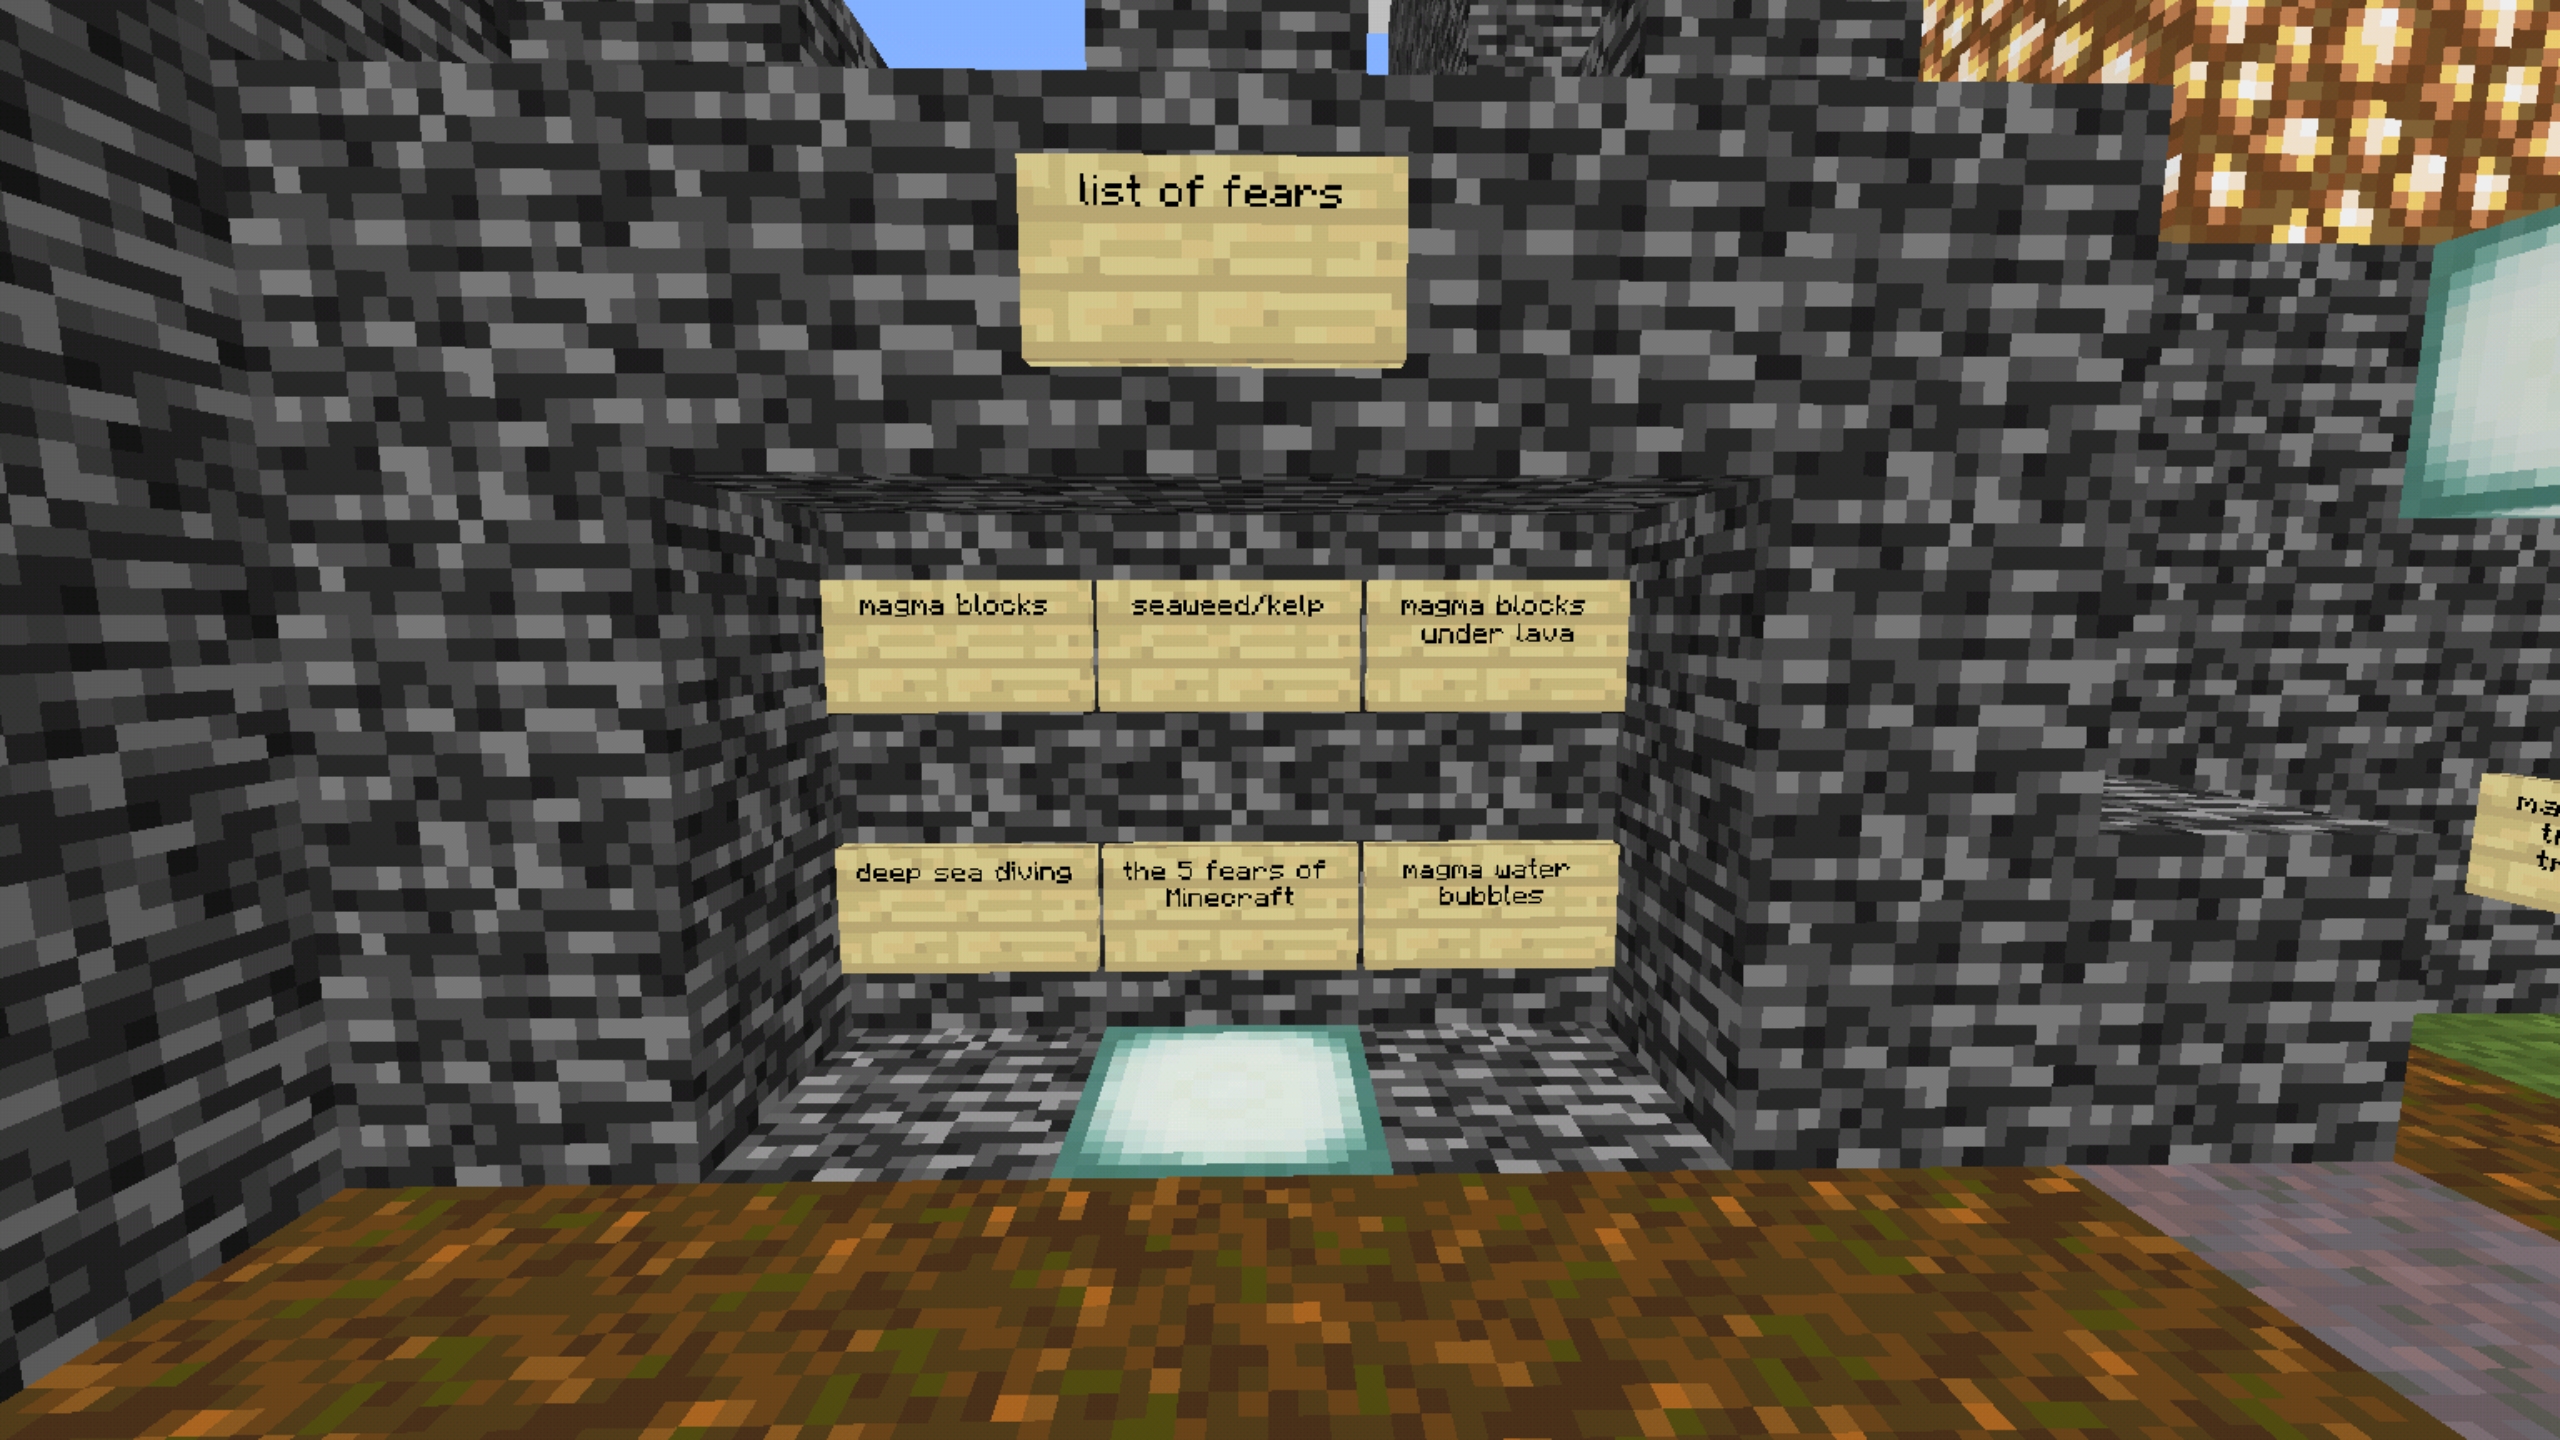 list of fears
magma blocks
seaweed/kelp
magma blocks
under lava
deep sea diving
the 5 fears of
Minecraft
magma water
bubbles